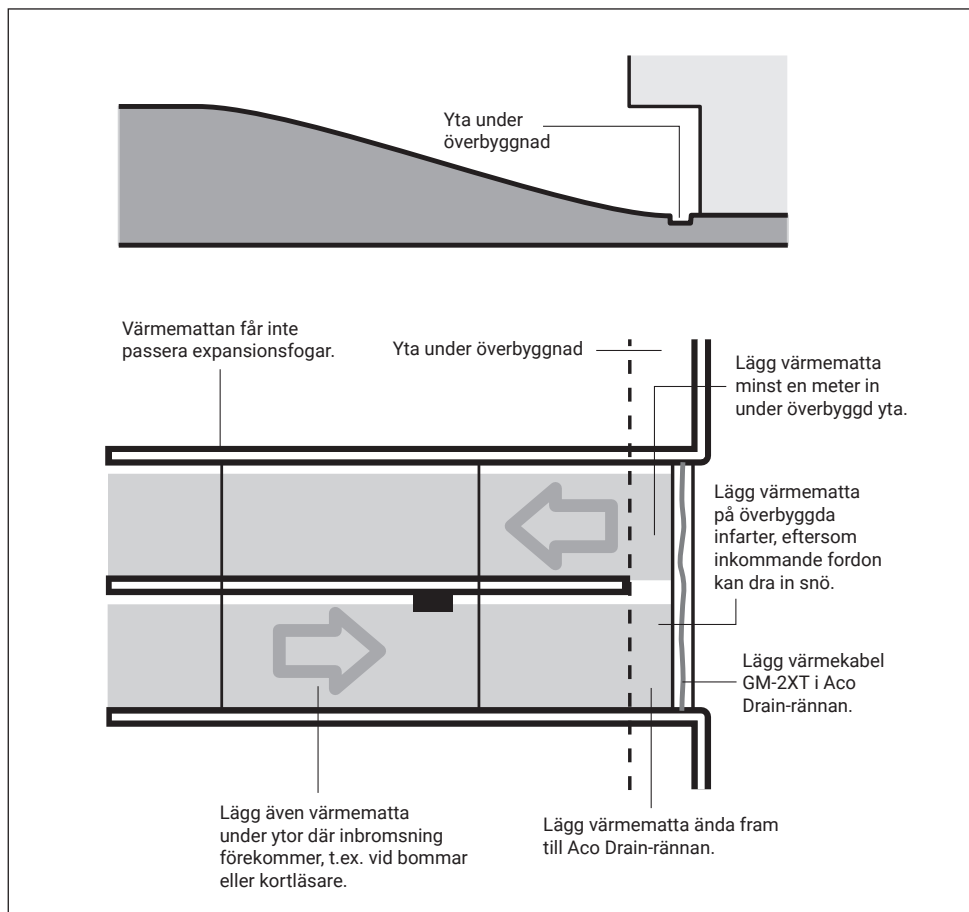 Yta under
överbyggnad
Värmemattan får inte
passera expansionsfogar.
Yta under överbyggnad
Lägg värmematta
minst en meter in
under överbyggd yta.
Lägg värmematta
på överbyggda
infarter, eftersom
inkommande fordon
kan dra in snö.
Lägg värmekabel
GM-2XT i Aco
Drain-rännan.
Lägg även värmematta
under ytor där inbromsning
förekommer, t.ex. vid bommar
eller kortläsare.
Lägg värmematta ända fram
till Aco Drain-rännan.